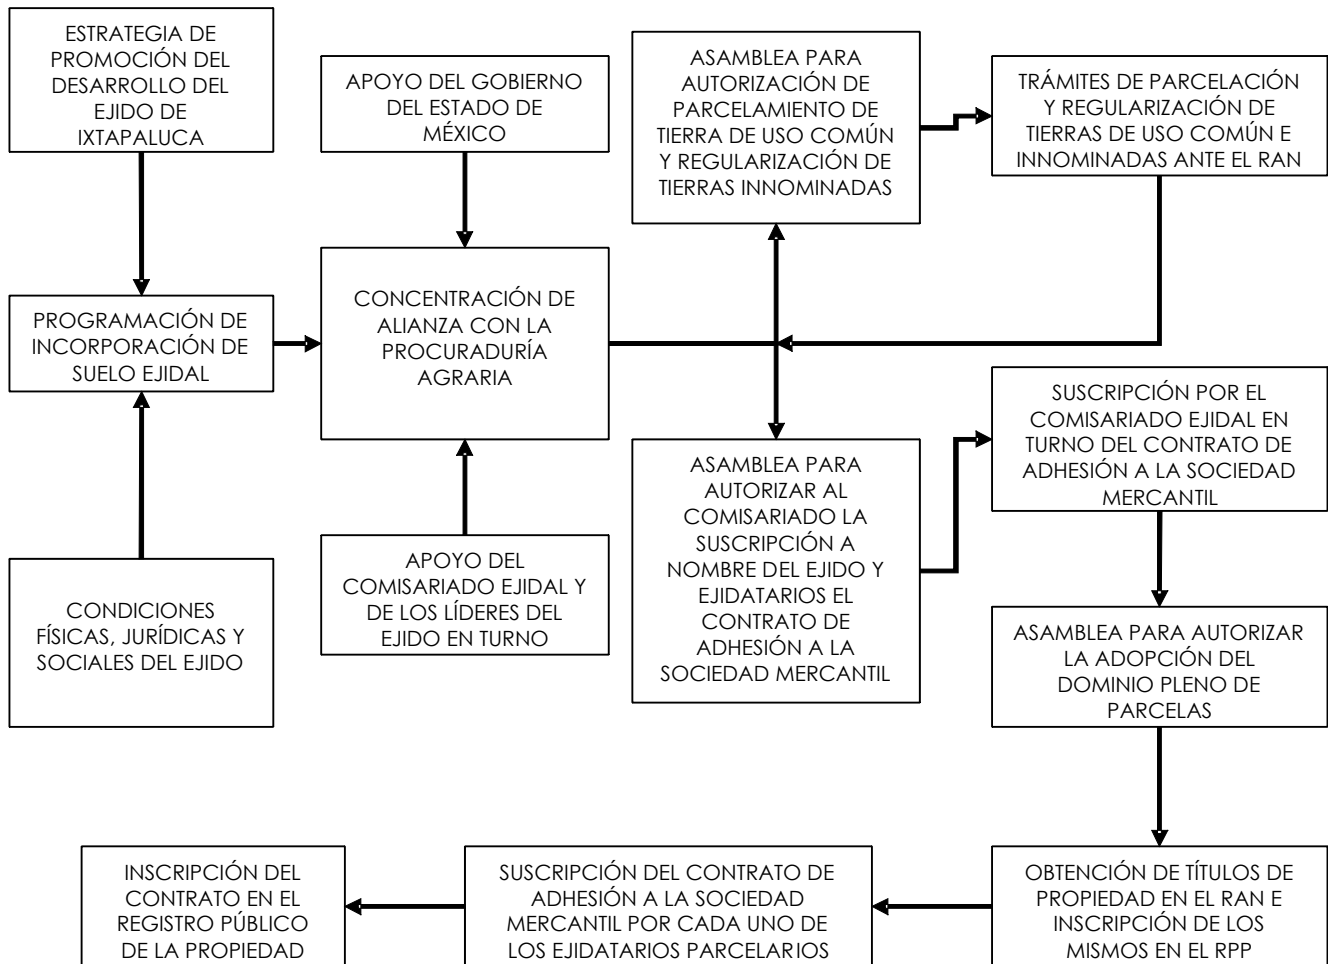 ESTRATEGIA DE
PROMOCIÓN DEL
DESARROLLO DEL
EJIDO DE
IXTAPALUCA
APOYO DEL GOBIERNO
DEL ESTADO DE
MÉXICO
ASAMBLEA PARA
AUTORIZACIÓN DE
PARCELAMIENTO DE
TIERRA DE USO COMÚN
Y REGULARIZACIÓN DE
TIERRAS INNOMINADAS
TRÁMITES DE PARCELACIÓN
Y REGULARIZACIÓN DE
TIERRAS DE USO COMÚN E
INNOMINADAS ANTE EL RAN
PROGRAMACIÓN DE
INCORPORACIÓN DE
SUELO EJIDAL
CONCENTRACIÓN DE
ALIANZA CON LA
PROCURADURÍA
AGRARIA
CONDICIONES
FÍSICAS, JURÍDICAS Y
SOCIALES DEL EJIDO
APOYO DEL
COMISARIADO EJIDAL Y
DE LOS LÍDERES DEL
EJIDO EN TURNO
ASAMBLEA PARA
AUTORIZAR AL
COMISARIADO LA
SUSCRIPCIÓN A
NOMBRE DEL EJIDO Y
EJIDATARIOS EL
CONTRATO DE
ADHESIÓN A LA
SOCIEDAD MERCANTIL
SUSCRIPCIÓN POR EL
COMISARIADO EJIDAL EN
TURNO DEL CONTRATO DE
ADHESIÓN A LA SOCIEDAD
MERCANTIL
ASAMBLEA PARA AUTORIZAR
LA ADOPCIÓN DEL
DOMINIO PLENO DE
PARCELAS
INSCRIPCIÓN DEL
CONTRATO EN EL
REGISTRO PÚBLICO
DE LA PROPIEDAD
SUSCRIPCIÓN DEL CONTRATO DE
ADHESIÓN A LA SOCIEDAD
MERCANTIL POR CADA UNO DE
LOS EJIDATARIOS PARCELARIOS
OBTENCIÓN DE TÍTULOS DE
PROPIEDAD EN EL RAN E
INSCRIPCIÓN DE LOS
MISMOS EN EL RPP